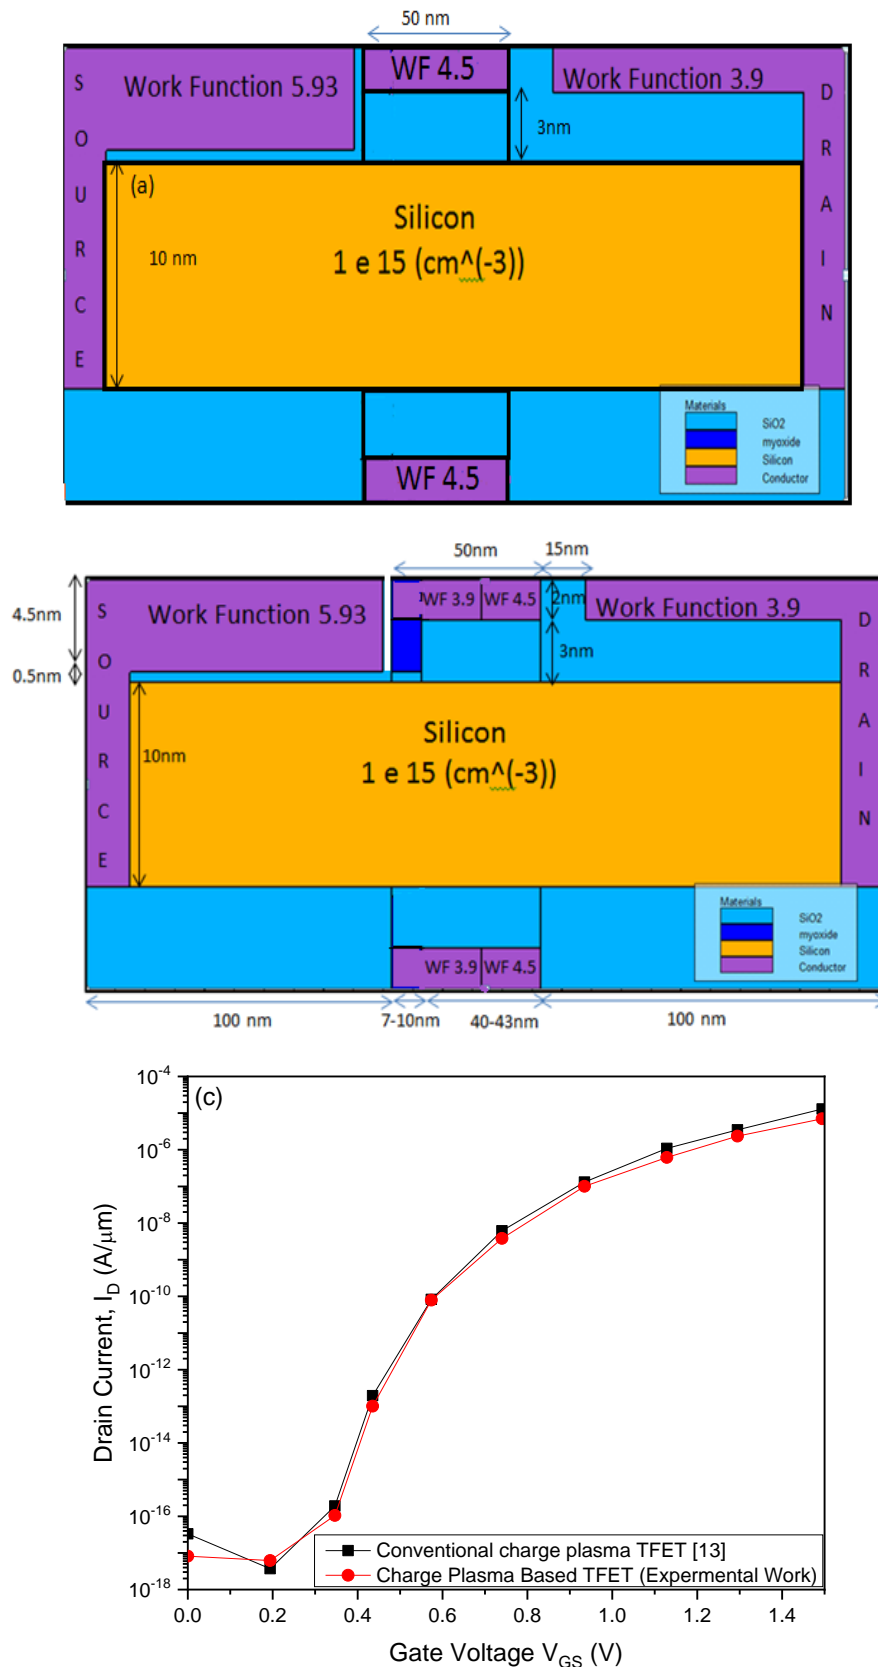 50 nm
WF 4.5
Work Function 5.93
Work Function 3.9
SOURCE
DRAIN
3nm
(a)
Silicon
1 e 15 (cm^(-3))
10 nm
WF 4.5
Materials
SiO2
myoxide
Silicon
Conductor
50nm
15nm
4.5nm
0.5nm
SOURCE
Work Function 5.93
WF 3.9
WF 4.5
2nm
Work Function 3.9
DRAIN
3nm
Silicon
1 e 15 (cm^(-3))
10nm
WF 3.9
WF 4.5
Materials
SiO2
myoxide
Silicon
Conductor
100 nm
7-10nm
40-43nm
100 nm
(c)
10^-4
10^-6
10^-8
10^-10
10^-12
10^-14
10^-16
10^-18
Drain Current, I_D (A/μm)
Conventional charge plasma TFET [13]
Charge Plasma Based TFET (Expermental Work)
0.0 0.2 0.4 0.6 0.8 1.0 1.2 1.4
Gate Voltage V_GS (V)